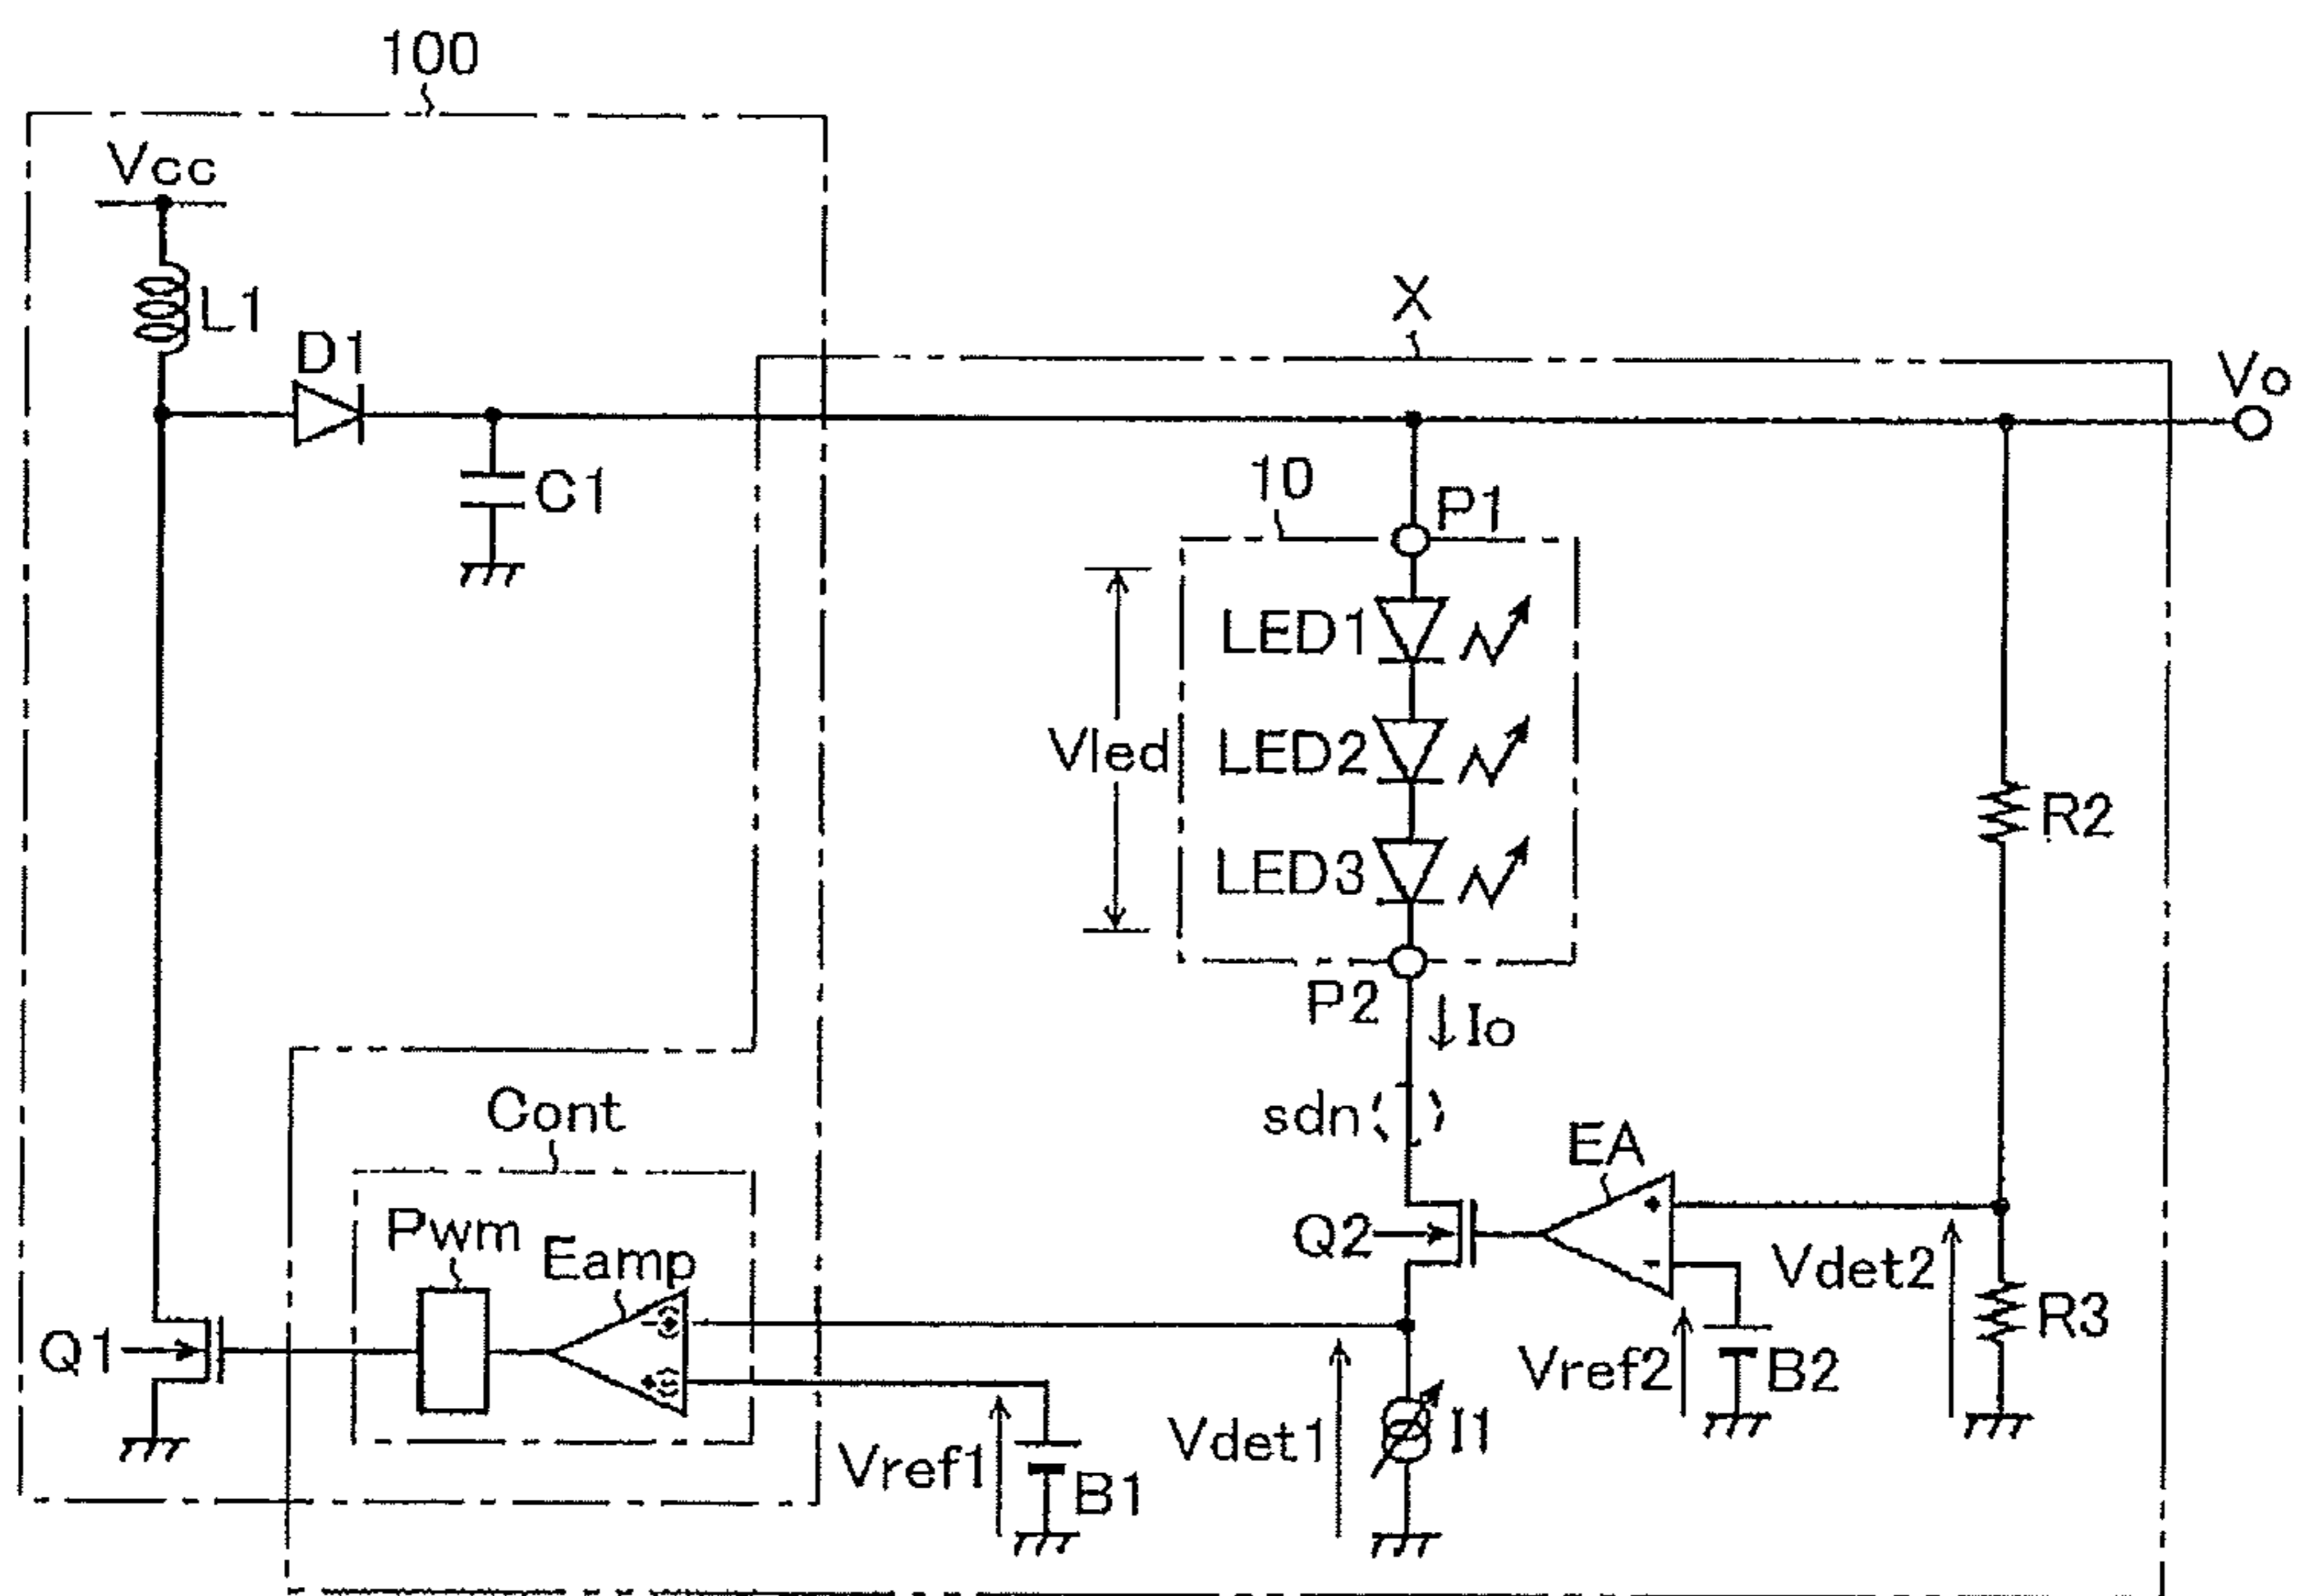 100
Vcc
L1
D1
C1
X
Vo
10
P1
LED1
Vled
LED2
LED3
R2
P2
Io
sdn
Cont
EA
+
-
Pwm
Eamp
Q2
Vdet2
R3
Q1
Vref2
B2
Vref1
B1
Vdet1
I1